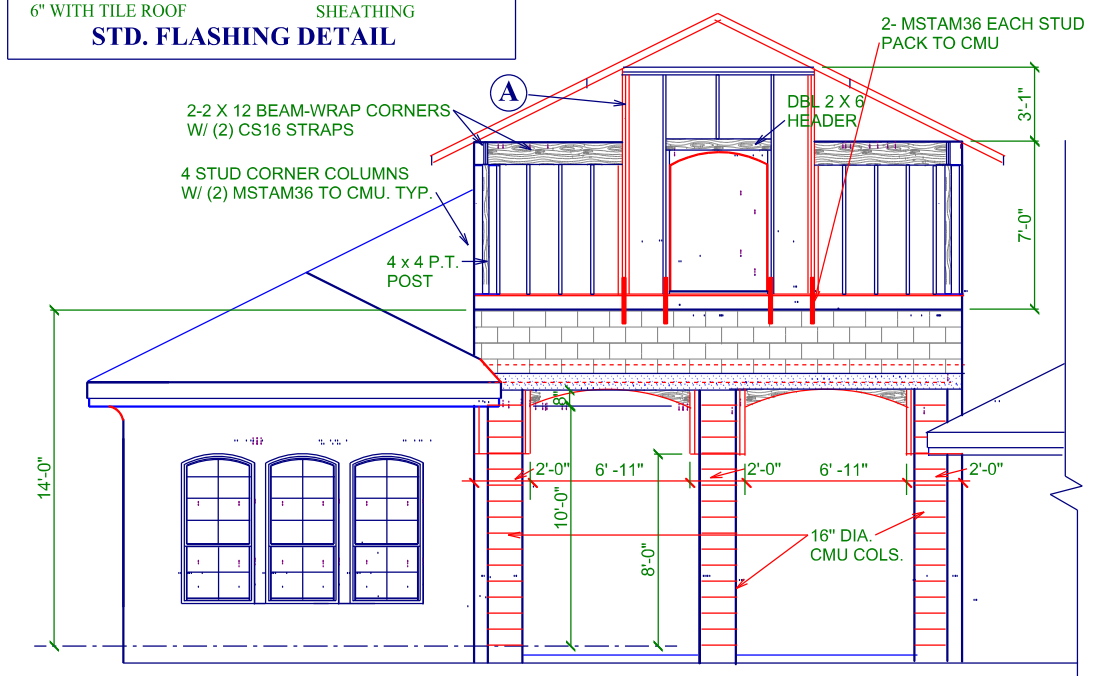 6" WITH TILE ROOF
SHEATHING
STD. FLASHING DETAIL
2- MSTAM36 EACH STUD
PACK TO CMU
A
2-2 X 12 BEAM-WRAP CORNERS
W/ (2) CS16 STRAPS
DBL 2 X 6
HEADER
3'-1"
4 STUD CORNER COLUMNS
W/ (2) MSTAM36 TO CMU. TYP.
7'-0"
4 x 4 P.T.
POST
8"
14'-0"
2'-0"
6' -11"
2'-0"
6' -11"
2'-0"
10'-0"
8'-0"
16" DIA.
CMU COLS.